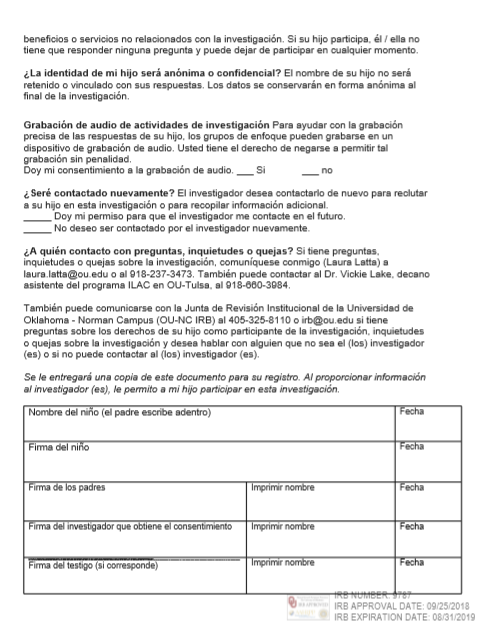 beneficios o servicios no relacionados con la investigación. Si su hijo participa, él / ella no
tiene que responder ninguna pregunta y puede dejar de participar en cualquier momento.
¿La identidad de mi hijo será anónima o confidencial? El nombre de su hijo no será
retenido o vinculado con sus respuestas. Los datos se conservarán en forma anónima al
final de la investigación.
Grabación de audio de actividades de investigación Para ayudar con la grabación
precisa de las respuestas de su hijo, los grupos de enfoque pueden grabarse en un
dispositivo de grabación de audio. Usted tiene el derecho de negarse a permitir tal
grabación sin penalidad.
Doy mi consentimiento a la grabación de audio. ___ Si ___ no
¿Seré contactado nuevamente? El investigador desea contactarlo de nuevo para reclutar
a su hijo en esta investigación o para recopilar información adicional.
_____ Doy mi permiso para que el investigador me contacte en el futuro.
_____ No deseo ser contactado por el investigador nuevamente.
¿A quién contacto con preguntas, inquietudes o quejas? Si tiene preguntas,
inquietudes o quejas sobre la investigación, comuníquese conmigo (Laura Latta) a
laura.latta@ou.edu o al 918-237-3473. También puede contactar al Dr. Vickie Lake, decano
asistente del programa ILAC en OU-Tulsa, al 918-660-3984.
También puede comunicarse con la Junta de Revisión Institucional de la Universidad de
Oklahoma - Norman Campus (OU-NC IRB) al 405-325-8110 o irb@ou.edu si tiene
preguntas sobre los derechos de su hijo como participante de la investigación, inquietudes
o quejas sobre la investigación y desea hablar con alguien que no sea el (los) investigador
(es) o si no puede contactar al (los) investigador (es).
Se le entregará una copia de este documento para su registro. Al proporcionar información
al investigador (es), le permito a mi hijo participar en esta investigación.
Nombre del niño (el padre escribe adentro) Fecha
Firma del niño Fecha
Firma de los padres Imprimir nombre Fecha
Firma del investigador que obtiene el consentimiento Imprimir nombre Fecha
Firma del testigo (si corresponde) Imprimir nombre Fecha
IRB NUMBER: 9787
IRB APPROVAL DATE: 09/25/2018
IRB EXPIRATION DATE: 08/31/2019